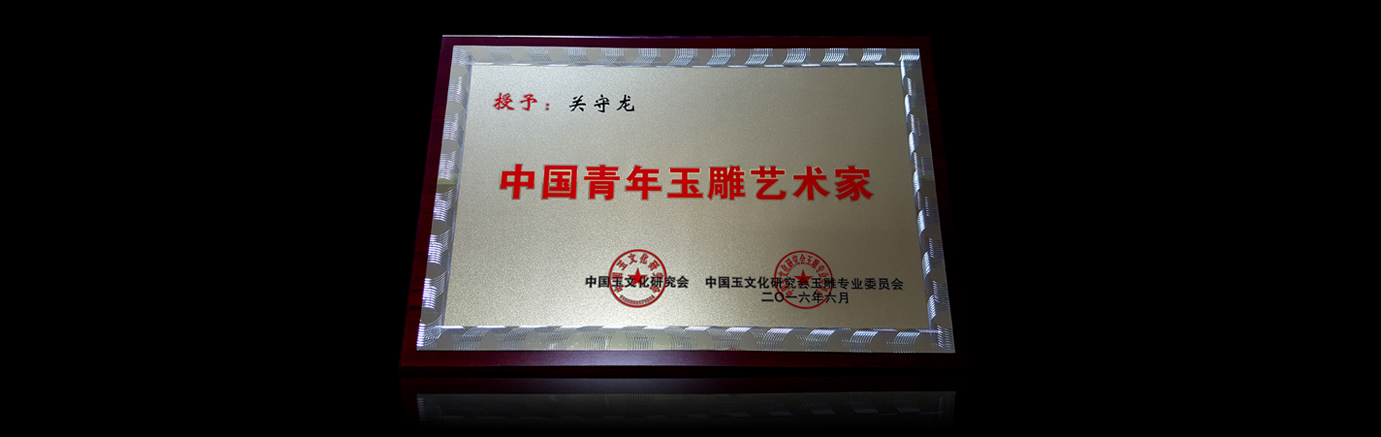 授予：关守龙
中国青年玉雕艺术家
中国玉文化研究会 中国玉文化研究会玉雕专业委员会
二〇一六年六月